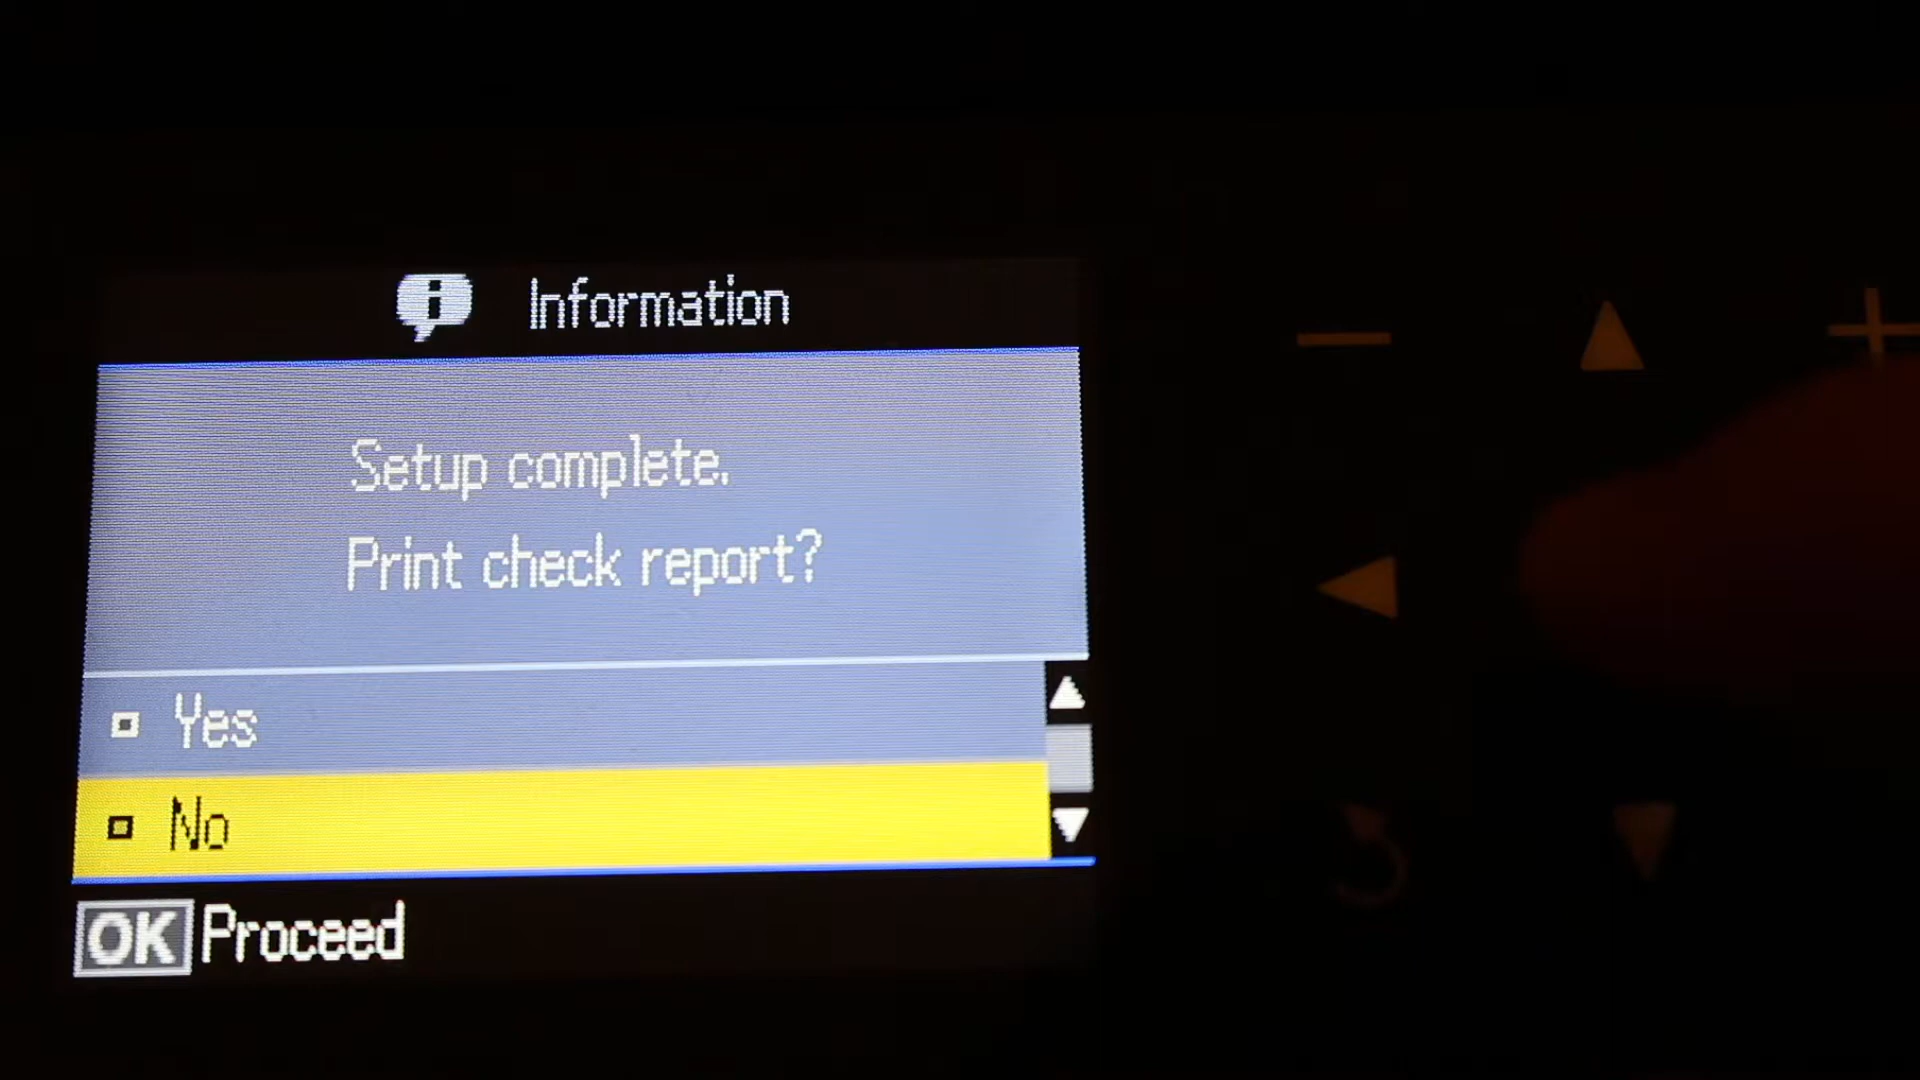 Information
Setup complete.
Print check report?
Yes
No
OK Proceed